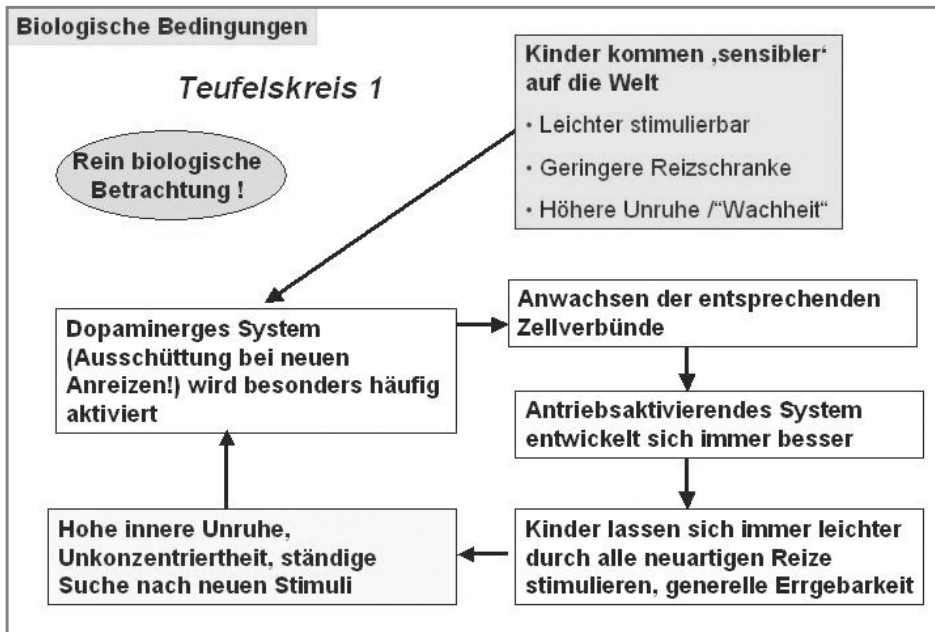 Biologische Bedingungen
Teufelskreis 1
Rein biologische
Betrachtung !
Kinder kommen ‚sensibler‘
auf die Welt
• Leichter stimulierbar
• Geringere Reizschranke
• Höhere Unruhe /“Wachheit“
Dopaminerges System
(Ausschüttung bei neuen
Anreizen!) wird besonders häufig
aktiviert
Anwachsen der entsprechenden
Zellverbünde
Antriebsaktivierendes System
entwickelt sich immer besser
Kinder lassen sich immer leichter
durch alle neuartigen Reize
stimulieren, generelle Errgebarkeit
Hohe innere Unruhe,
Unkonzentriertheit, ständige
Suche nach neuen Stimuli